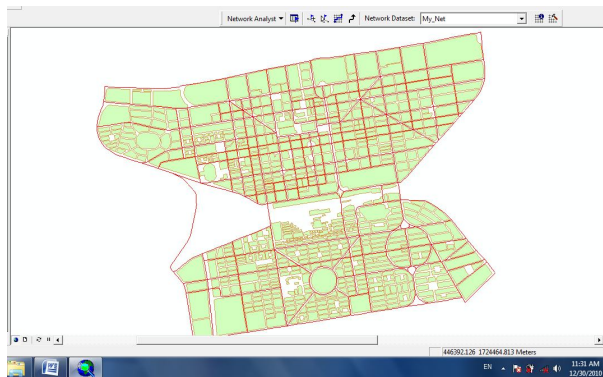 Network Analyst Network Dataset: My_Net
446392.126 1724464.813 Meters
EN 11:31 AM
12/30/2010